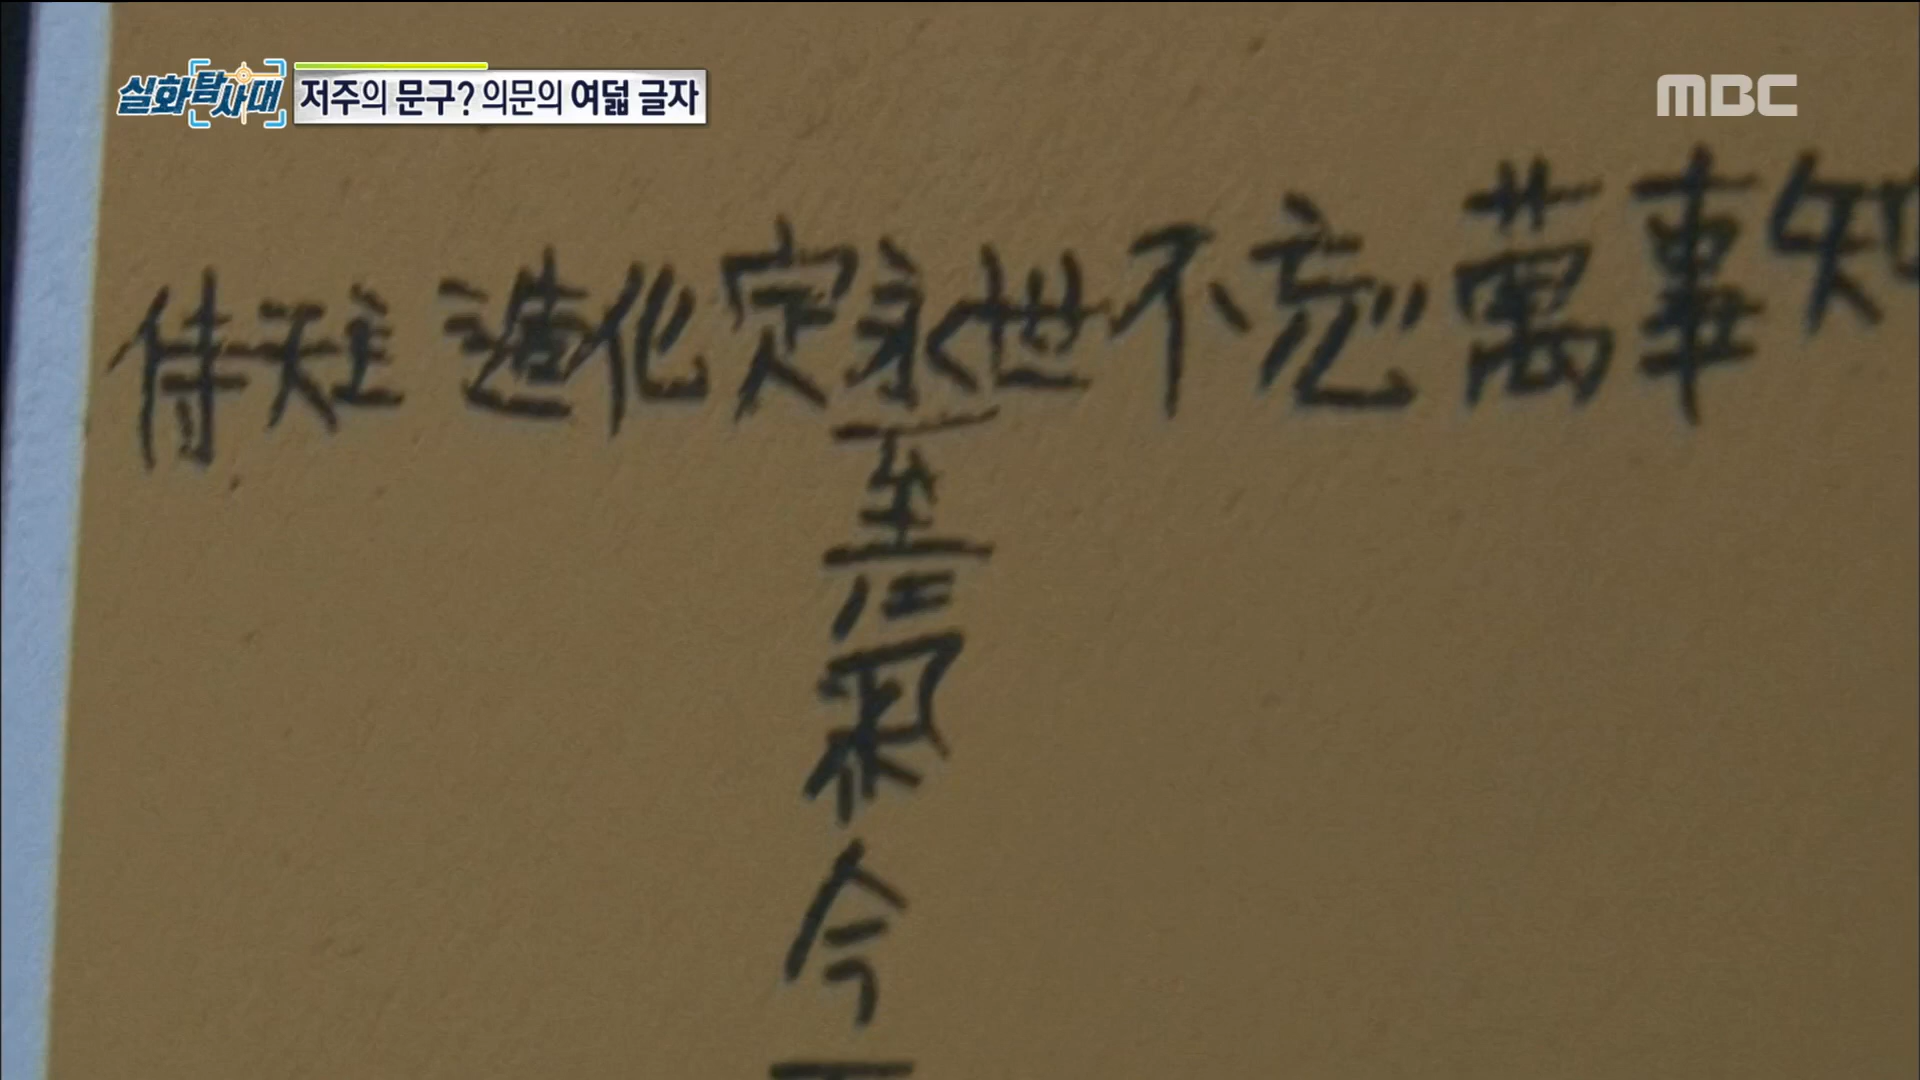 실화탐사대
저주의 문구? 의문의 여덟 글자
MBC
侍天主 造化定永世不忘萬事知
至
氣
今